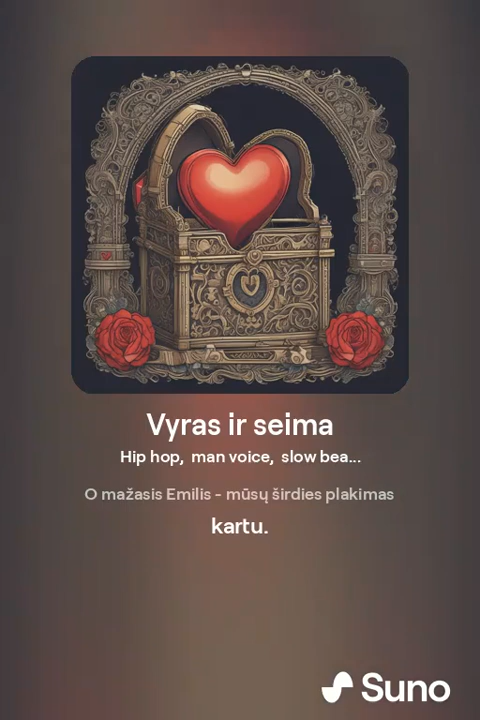 Vyras ir seima
Hip hop, man voice, slow bea...
O mažasis Emilis - mūsų širdies plakimas
kartu.
Suno